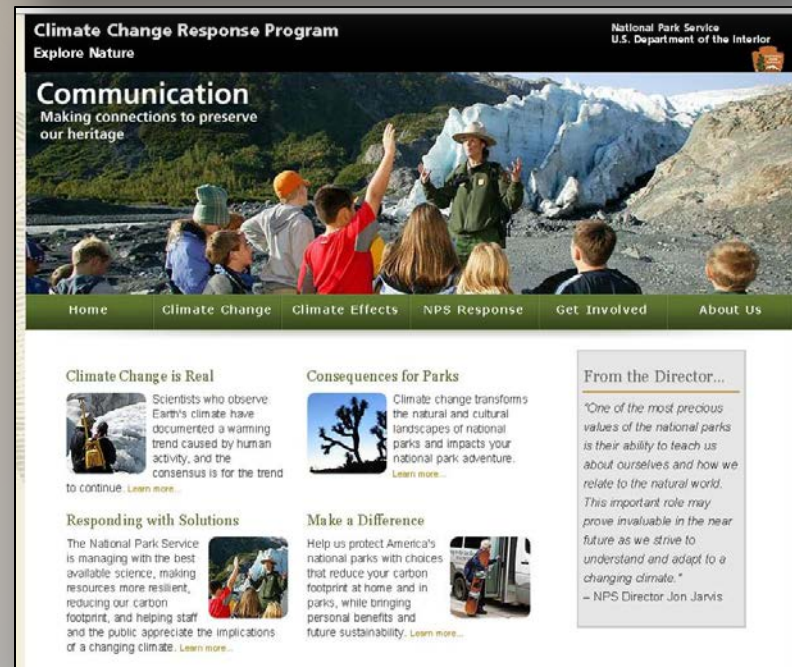 Climate Change Response Program
Explore Nature
National Park Service
U.S. Department of the Interior
Communication
Making connections to preserve
our heritage
Home
Climate Change
Climate Effects
NPS Response
Get Involved
About Us
Climate Change is Real
Scientists who observe
Earth's climate have
documented a warming
trend caused by human
activity, and the
consensus is for the trend
to continue. Learn more...
Consequences for Parks
Climate change transforms
the natural and cultural
landscapes of national
parks and impacts your
national park adventure.
Learn more...
Responding with Solutions
The National Park Service
is managing with the best
available science, making
resources more resilient,
reducing our carbon
footprint, and helping staff
and the public appreciate the implications
of a changing climate. Learn more...
Make a Difference
Help us protect America's
national parks with choices
that reduce your carbon
footprint at home and in
parks, while bringing
personal benefits and
future sustainability. Learn more...
From the Director...
"One of the most precious
values of the national parks
is their ability to teach us
about ourselves and how we
relate to the natural world.
This important role may
prove invaluable in the near
future as we strive to
understand and adapt to a
changing climate."
– NPS Director Jon Jarvis